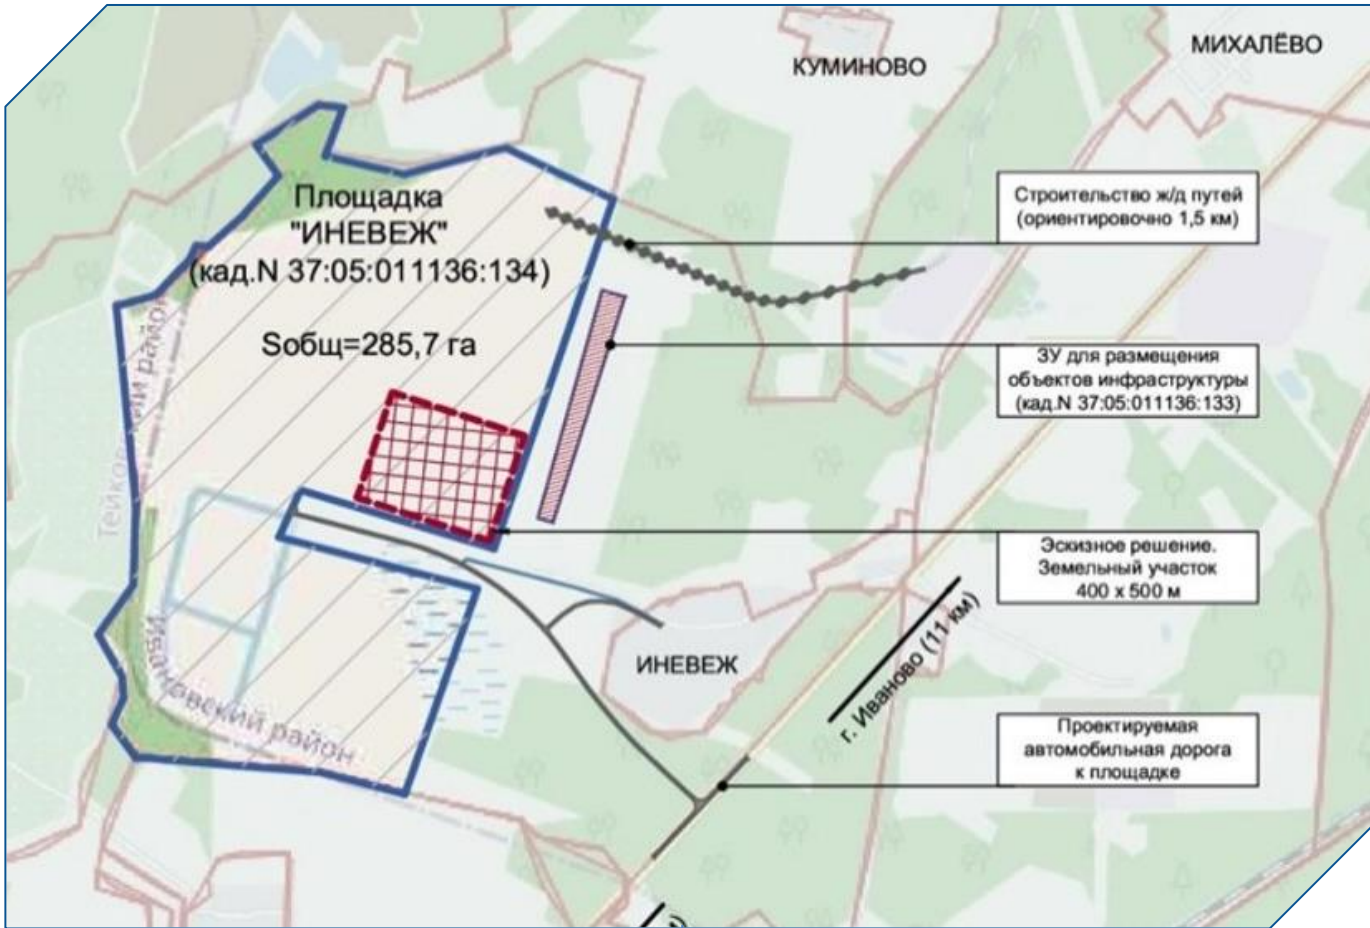 МИХАЛЁВО
КУМИНОВО
Площадка
"ИНЕВЕЖ"
(кад.N 37:05:011136:134)
Sобщ=285,7 га
Строительство ж/д путей
(ориентировочно 1,5 км)
ЗУ для размещения
объектов инфраструктуры
(кад.N 37:05:011136:133)
Эскизное решение.
Земельный участок
400 х 500 м
ИНЕВЕЖ
г. Иваново (11 км)
Проектируемая
автомобильная дорога
к площадке
Ивановский район